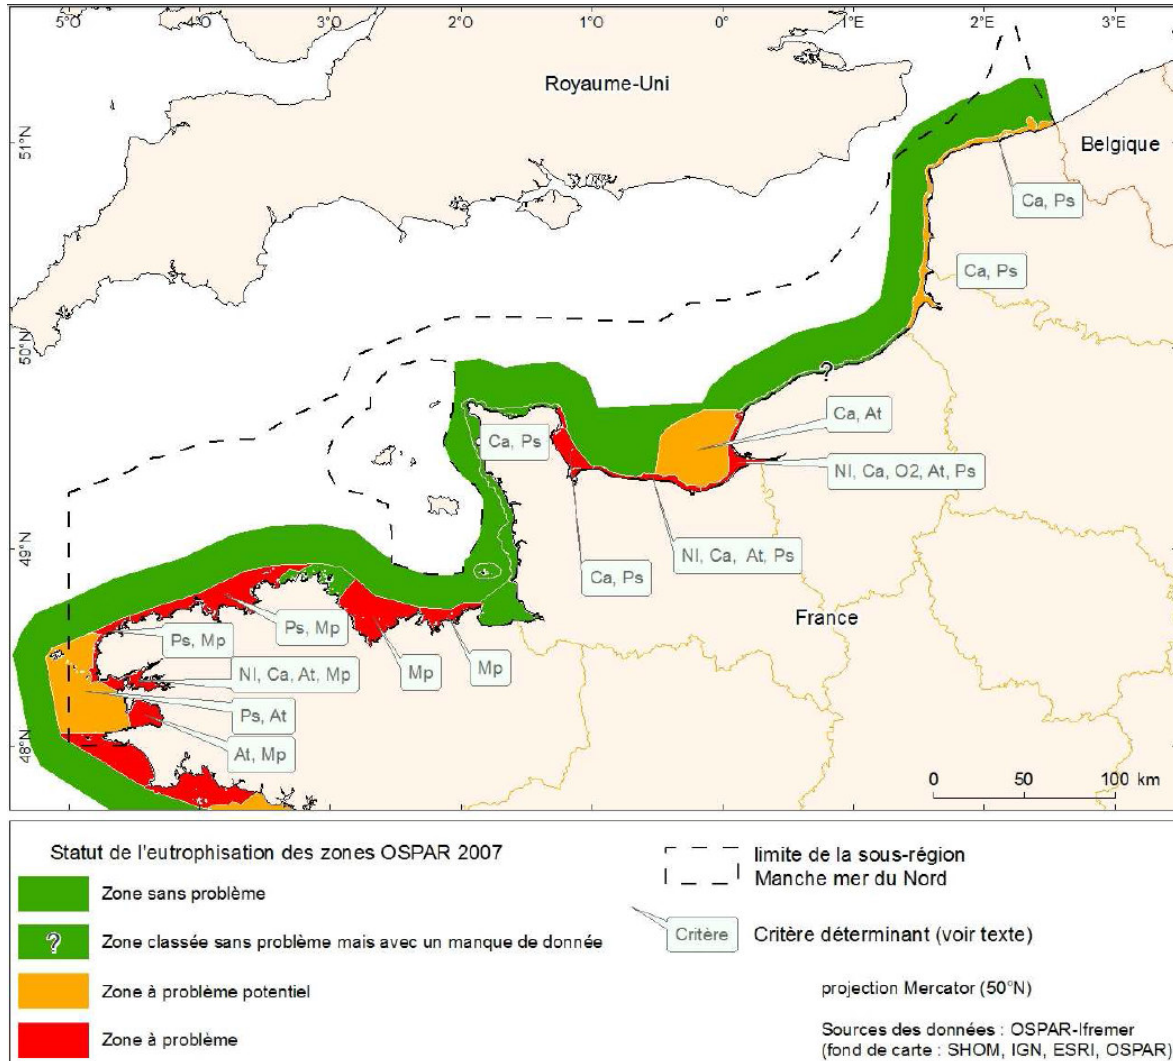 5°O 4°O 3°O 2°O 1°O 0° 1°E 2°E 3°E
Royaume-Uni
51°N
Belgique
Ca, Ps
Ca, Ps
50°N
?
Ca, At
Ca, Ps
NI, Ca, O2, At, Ps
49°N
NI, Ca, At, Ps
Ca, Ps
France
Ps, Mp
Ps, Mp
Mp
Mp
NI, Ca, At, Mp
Ps, At
48°N
At, Mp
0 50 100 km
Statut de l'eutrophisation des zones OSPAR 2007
Zone sans problème
? Zone classée sans problème mais avec un manque de donnée
Zone à problème potentiel
Zone à problème
limite de la sous-région
Manche mer du Nord
Critère Critère déterminant (voir texte)
projection Mercator (50°N)
Sources des données : OSPAR-Ifremer
(fond de carte : SHOM, IGN, ESRI, OSPAR)